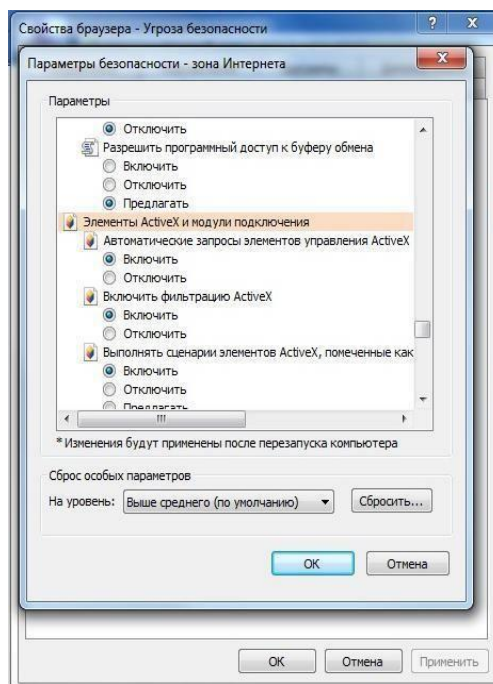 Свойства браузера - Угроза безопасности
Параметры безопасности - зона Интернета
Параметры
Отключить
Разрешить программный доступ к буферу обмена
Включить
Отключить
Предлагать
Элементы ActiveX и модули подключения
Автоматические запросы элементов управления ActiveX
Включить
Отключить
Включить фильтрацию ActiveX
Включить
Отключить
Выполнять сценарии элементов ActiveX, помеченные как
Включить
Отключить
Предлагать
* Изменения будут применены после перезапуска компьютера
Сброс особых параметров
На уровень: Выше среднего (по умолчанию) Сбросить...
ОК Отмена
ОК Отмена Применить